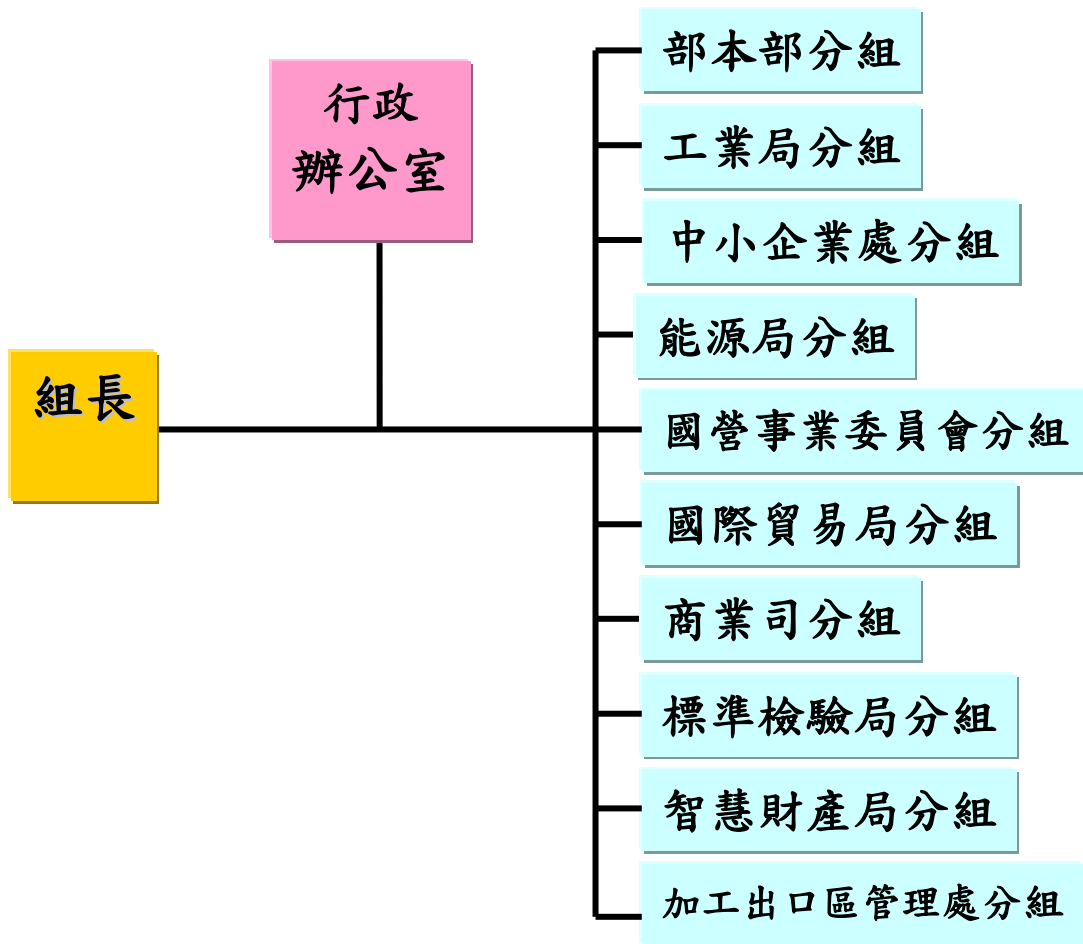 組長
行政
辦公室
部本部分組
工業局分組
中小企業處分組
能源局分組
國營事業委員會分組
國際貿易局分組
商業司分組
標準檢驗局分組
智慧財產局分組
加工出口區管理處分組